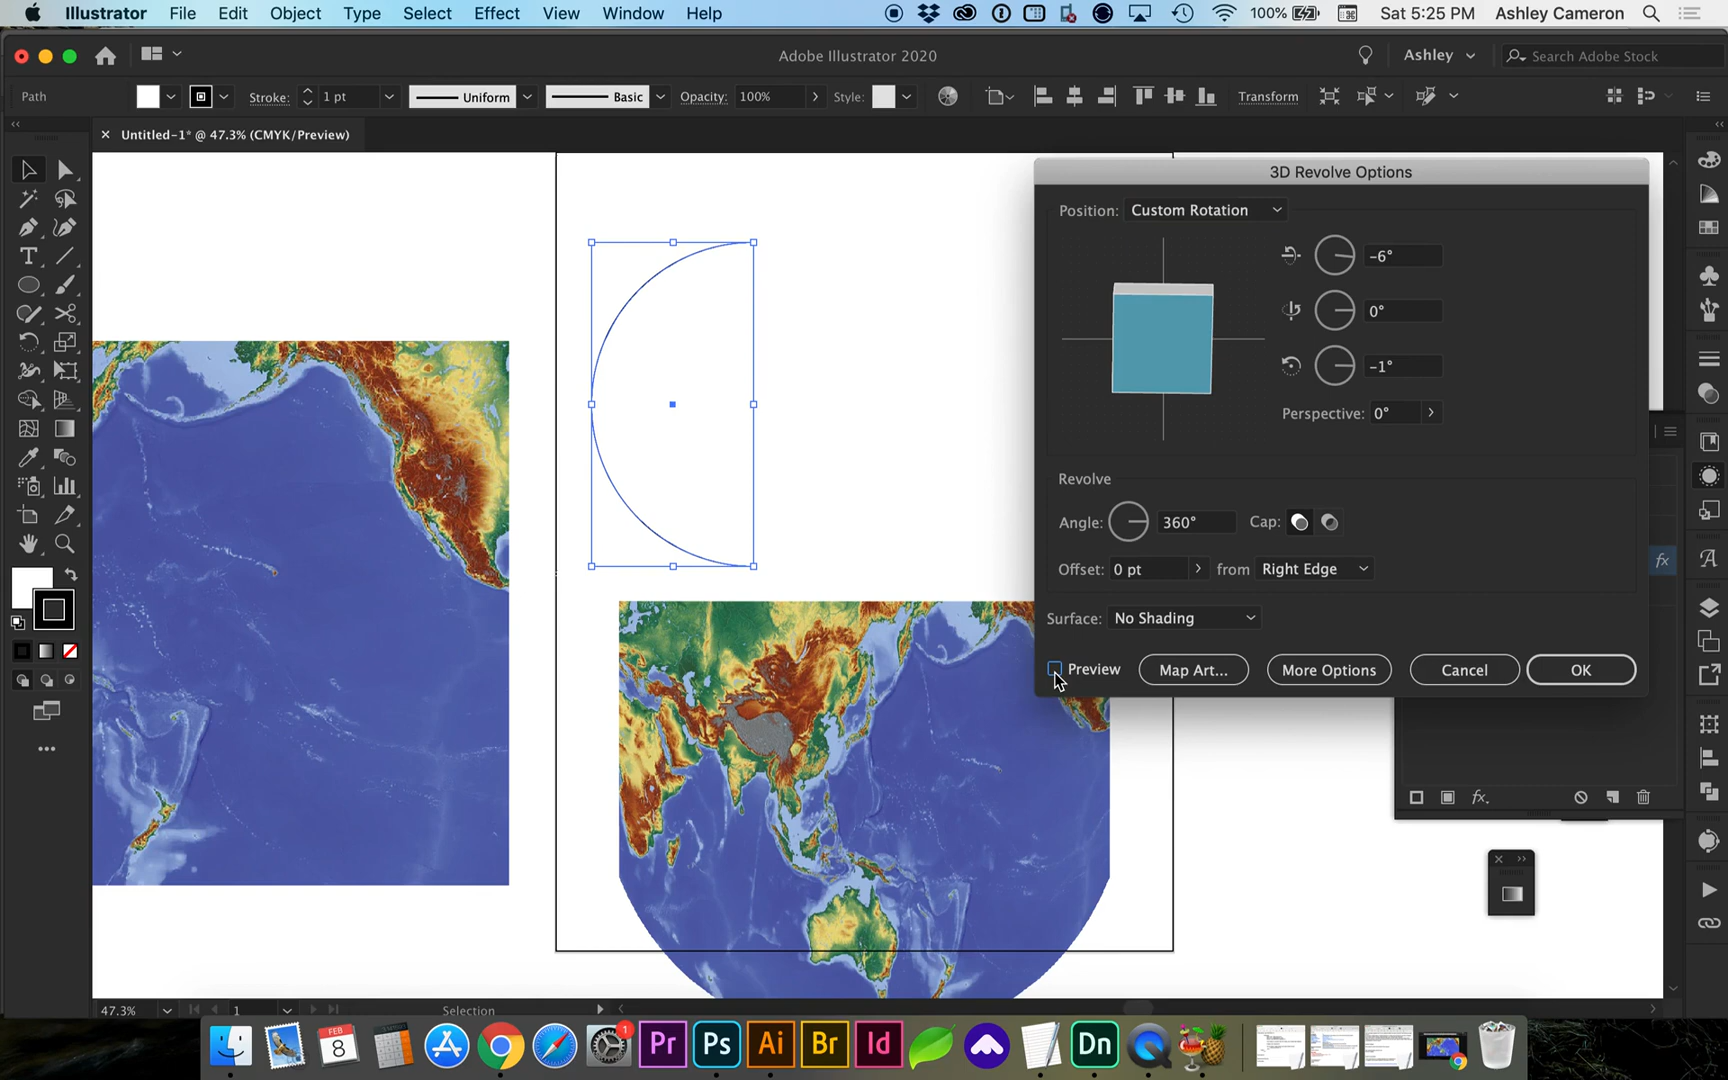 Illustrator File Edit Object Type Select Effect View Window Help 100% Sat 5:25 PM Ashley Cameron
Adobe Illustrator 2020 Ashley Search Adobe Stock
Path Stroke: 1 pt Uniform Basic Opacity: 100% Style: Transform
Untitled-1* @ 47.3% (CMYK/Preview)
3D Revolve Options
Position: Custom Rotation
-6°
0°
-1°
Perspective: 0°
Revolve
Angle: 360° Cap:
Offset: 0 pt from Right Edge
Surface: No Shading
Preview Map Art... More Options Cancel OK
fx
fx
47.3% 1 Selection
FEB
8
1
Pr Ps Ai Br Id Dn